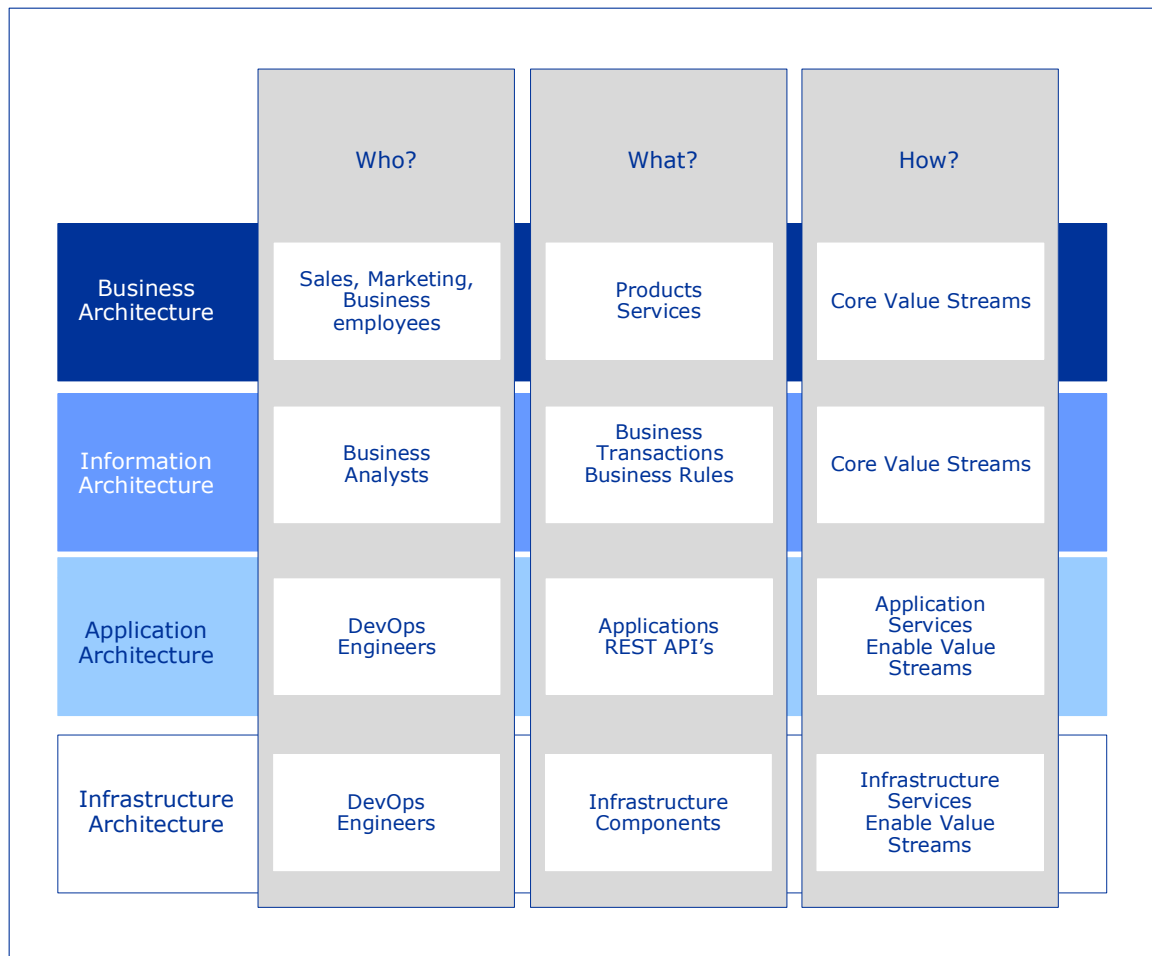 Who?
What?
How?
Business
Architecture
Sales, Marketing,
Business
employees
Products
Services
Core Value Streams
Information
Architecture
Business
Analysts
Business
Transactions
Business Rules
Core Value Streams
Application
Architecture
DevOps
Engineers
Applications
REST API’s
Application
Services
Enable Value
Streams
Infrastructure
Architecture
DevOps
Engineers
Infrastructure
Components
Infrastructure
Services
Enable Value
Streams